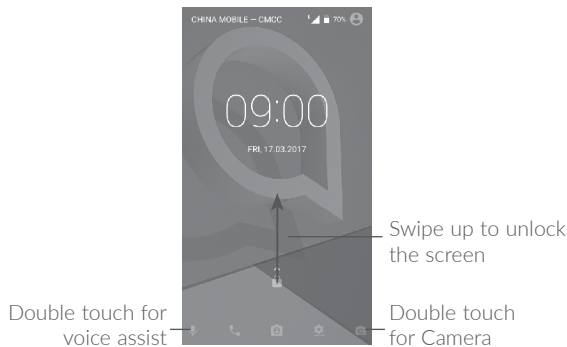 CHINA MOBILE — CMCC
70%
09:00
FRI, 17.03.2017
Swipe up to unlock
the screen
Double touch for
voice assist
Double touch
for Camera